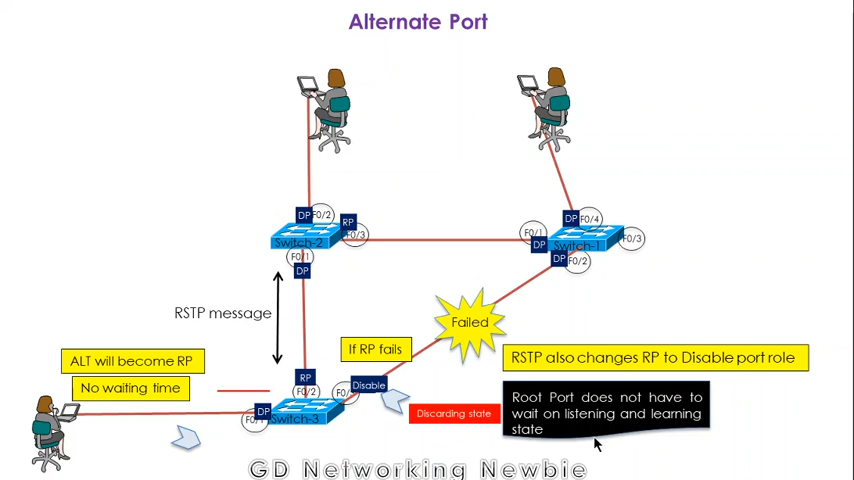 Alternate Port
DP
F0/2
RP
F0/3
Switch-2
F0/1
DP
F0/1
DP
DP
F0/4
Switch-1
F0/3
DP
F0/2
RSTP message
Failed
If RP fails
RSTP also changes RP to Disable port role
ALT will become RP
No waiting time
RP
F0/2
Disable
DP
Switch-3
Discarding state
Root Port does not have to
wait on listening and learning
state
GD Networking Newbie